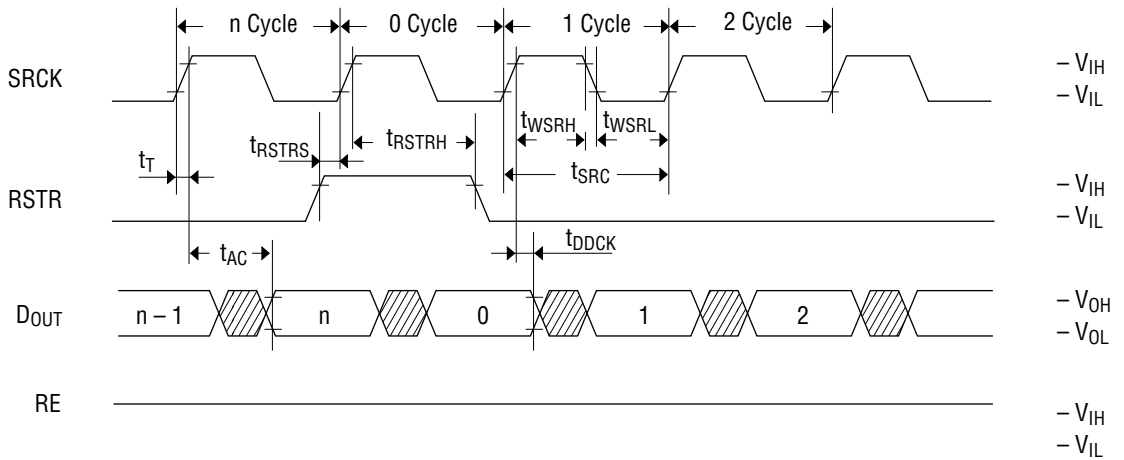 n Cycle 0 Cycle 1 Cycle 2 Cycle
SRCK
– VIH
– VIL
tWSRH tWSRL
tRSTRS tRSTRH
tT tSRC
RSTR
– VIH
– VIL
tAC tDDCK
DOUT n – 1 n 0 1 2
– VOH
– VOL
RE
– VIH
– VIL